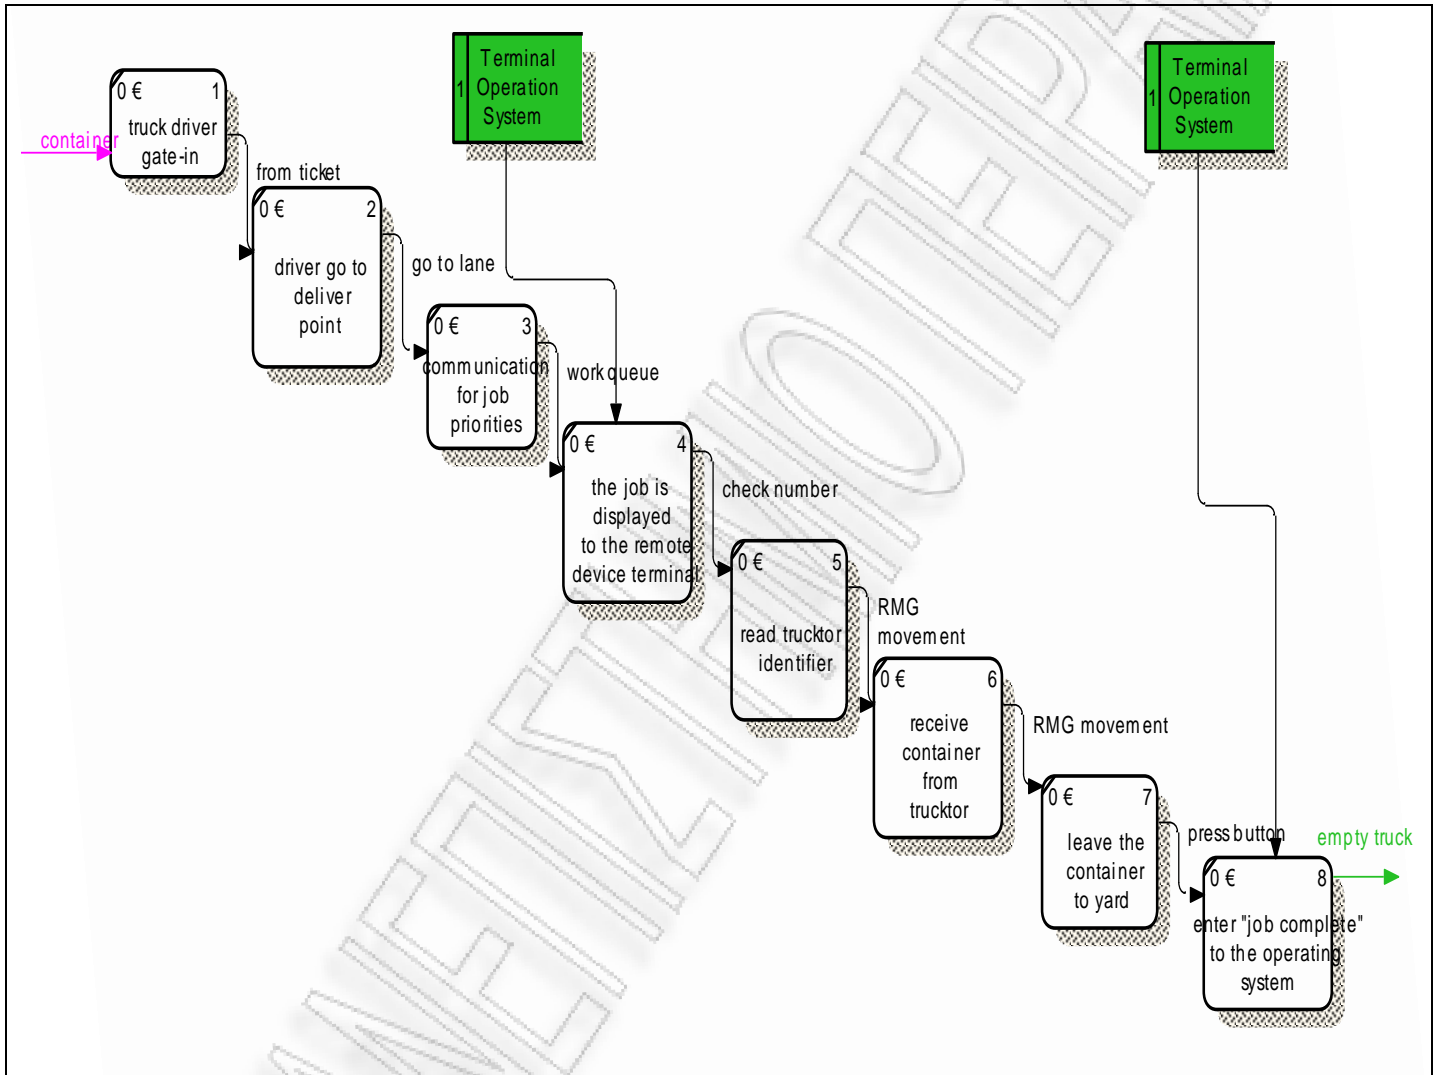 Terminal
Operation
System
1
Terminal
Operation
System
1
container
0 € 1
truck driver
gate-in
from ticket
0 € 2
driver go to
deliver
point
go to lane
0 € 3
communication
for job
priorities
work queue
0 € 4
the job is
displayed
to the remote
device terminal
check number
0 € 5
read trucktor
identifier
RMG
movement
0 € 6
receive
container
from
trucktor
RMG movement
0 € 7
leave the
container
to yard
press button
empty truck
0 € 8
enter "job complete"
to the operating
system